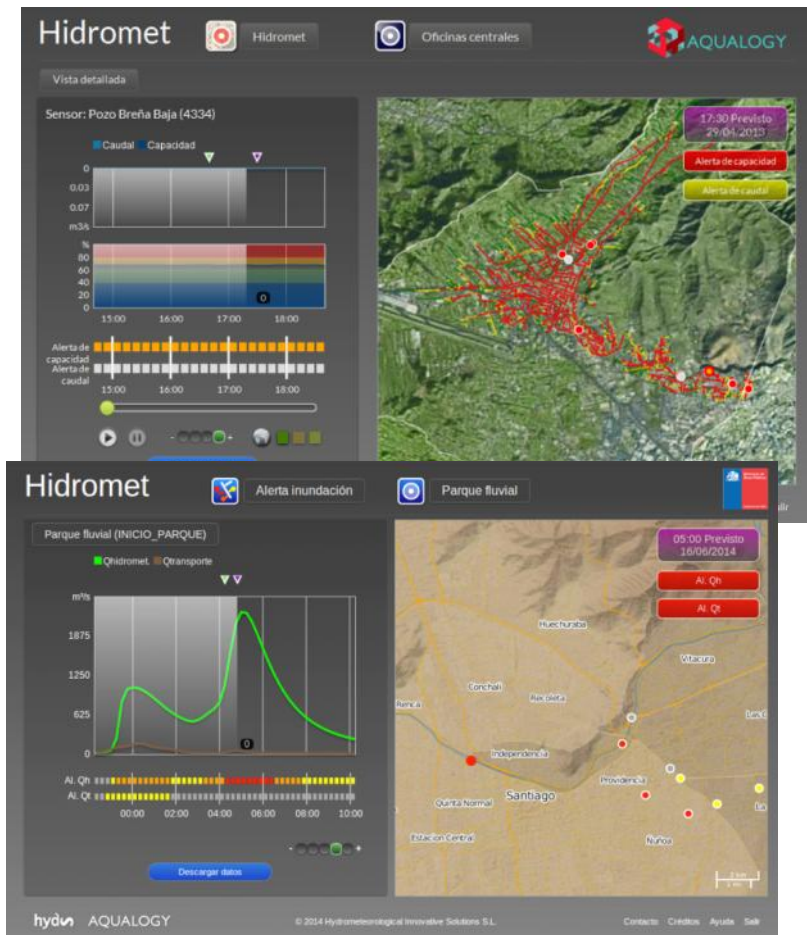 Hidromet
Hidromet
Oficinas centrales
AQUALOGY
Vista detallada
Sensor: Pozo Breña Baja (4334)
Caudal Capacidad
0
0.03
0.07
m3/s
%
80
60
40
20
0
0
15:00 16:00 17:00 18:00
Alerta de
capacidad
Alerta de
caudal
15:00 16:00 17:00 18:00
- +
17:30 Previsto
29/04/2013
Alerta de capacidad
Alerta de caudal
Hidromet
Alerta inundación
Parque fluvial
Parque fluvial (INICIO_PARQUE)
Qhidromet. Qtransporte
m³/s
1875
1250
625
0
0
Al. Qh
Al. Qt
00:00 02:00 04:00 06:00 08:00 10:00
- +
Descargar datos
05:00 Previsto
16/06/2014
Al. Qh
Al. Qt
Huechuraba
Vitacura
Conchalí
Recoleta
Renca
Independencia
Providencia
Quinta Normal
Santiago
Estacion Central
Ñuñoa
La
2 km
hyds AQUALOGY
© 2014 Hydrometeorological Innovative Solutions S.L.
Contacto Créditos Ayuda Salir